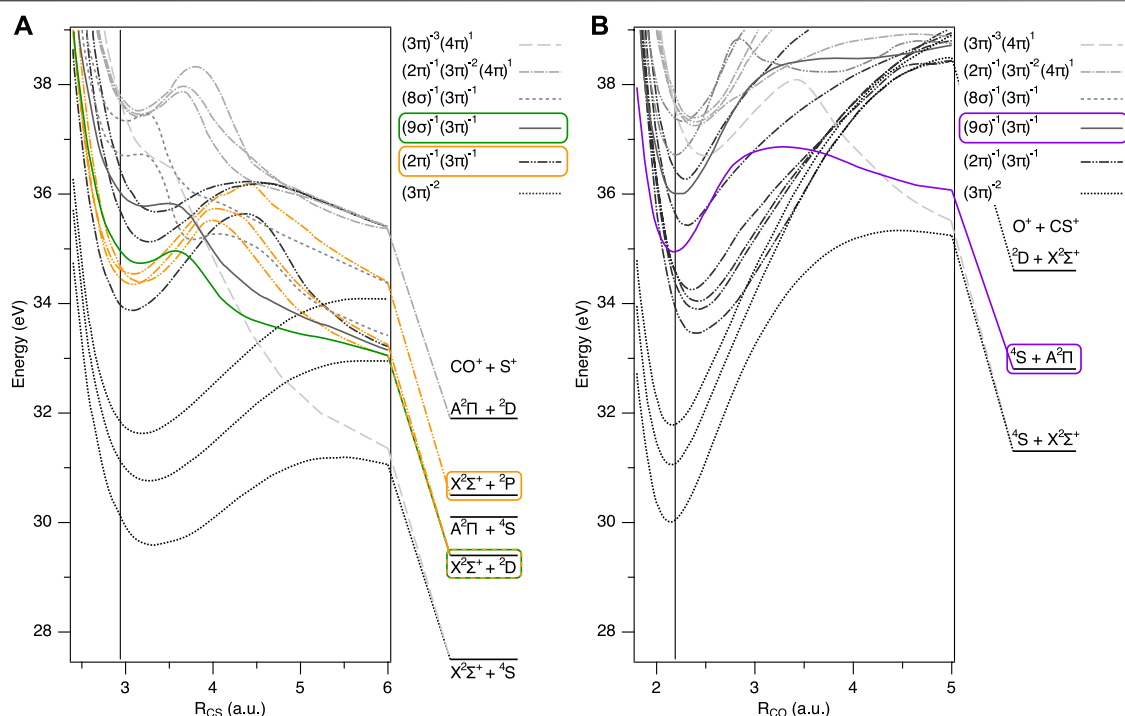 A
38
36
34
32
30
28
Energy (eV)
3
4
5
6
R_CS (a.u.)
(3π)⁻³(4π)¹
(2π)⁻¹(3π)⁻²(4π)¹
(8σ)⁻¹(3π)⁻¹
(9σ)⁻¹(3π)⁻¹
(2π)⁻¹(3π)⁻¹
(3π)⁻²
CO⁺ + S⁺
A²Π + ²D
X²Σ⁺ + ²P
A²Π + ⁴S
X²Σ⁺ + ²D
X²Σ⁺ + ⁴S
B
38
36
34
32
30
28
Energy (eV)
2
3
4
5
R_CO (a.u.)
(3π)⁻³(4π)¹
(2π)⁻¹(3π)⁻²(4π)¹
(8σ)⁻¹(3π)⁻¹
(9σ)⁻¹(3π)⁻¹
(2π)⁻¹(3π)⁻¹
(3π)⁻²
O⁺ + CS⁺
²D + X²Σ⁺
⁴S + A²Π
⁴S + X²Σ⁺